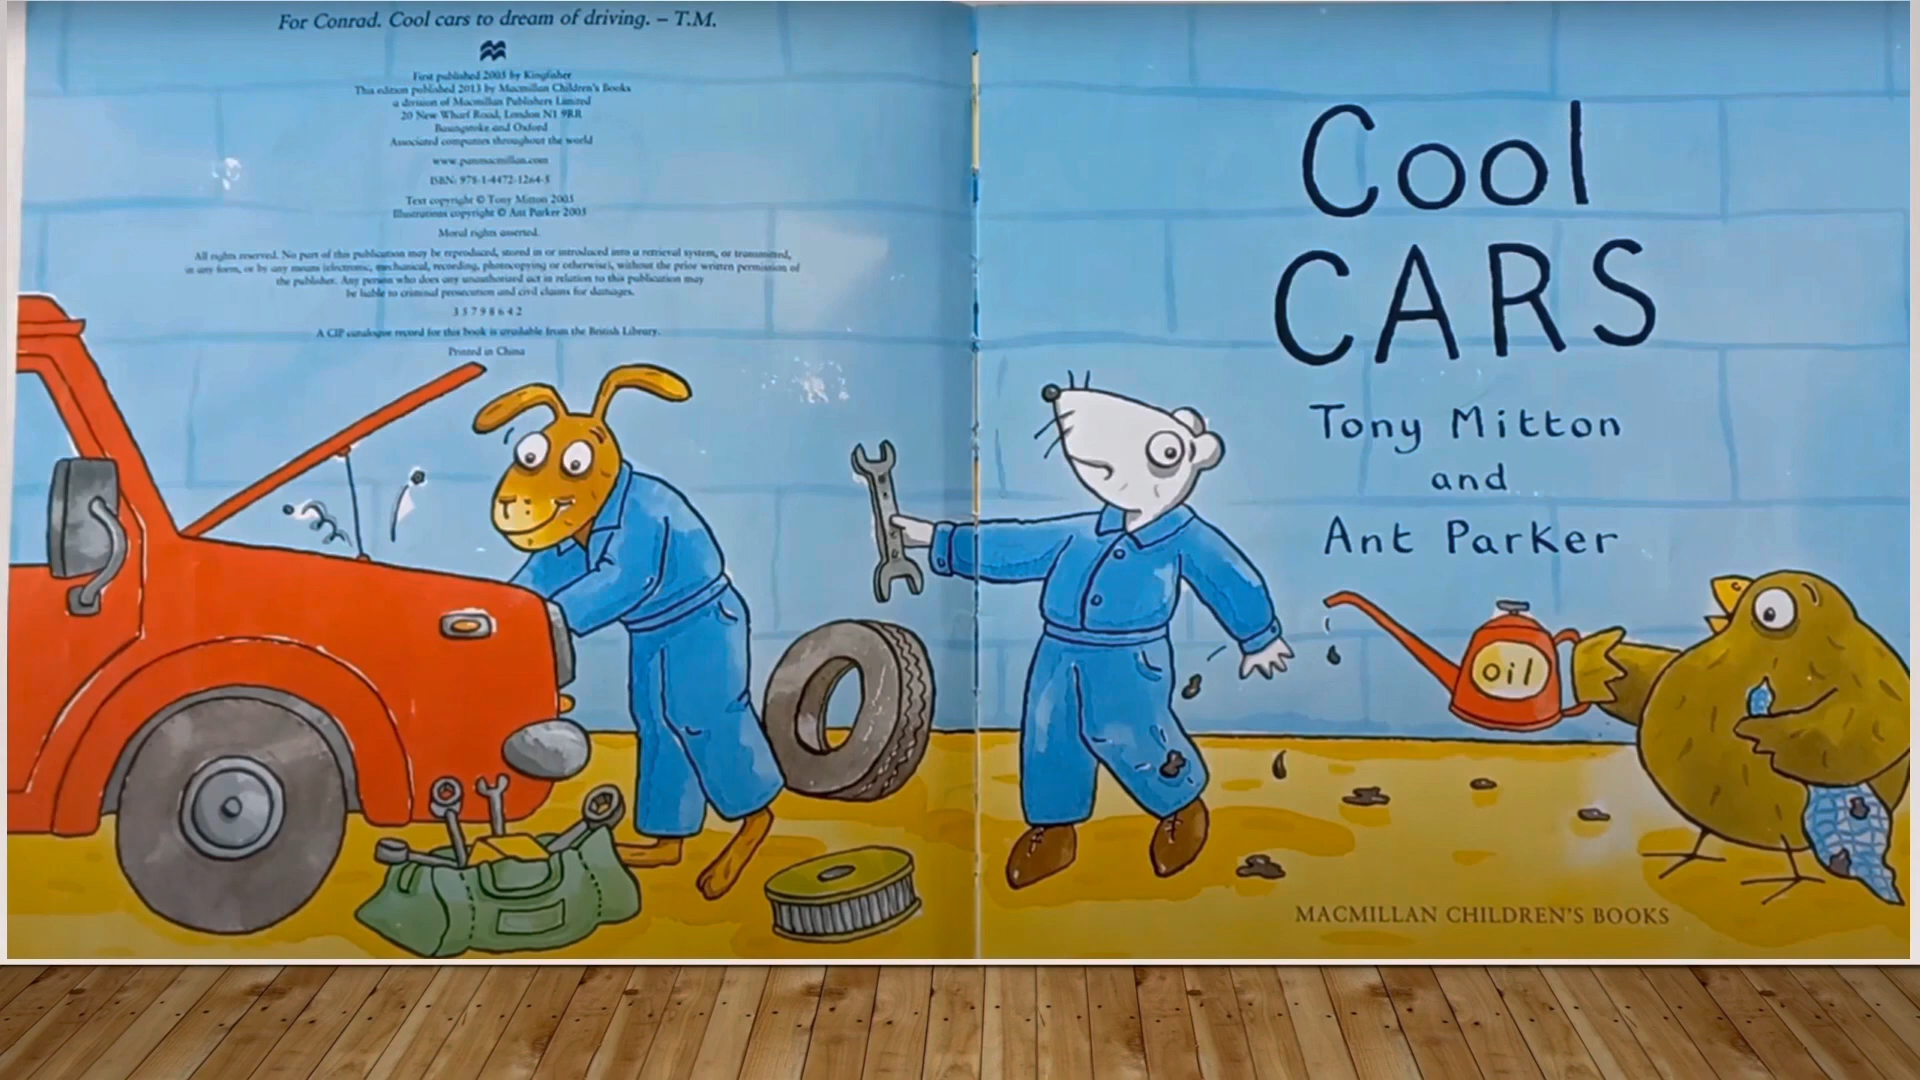 For Conrad. Cool cars to dream of driving. – T.M.
First published 2003 by Kingfisher
This edition published 2013 by Macmillan Children's Books
a division of Macmillan Publishers Limited
20 New Wharf Road, London N1 9RR
Basingstoke and Oxford
Associated companies throughout the world
www.panmacmillan.com
ISBN: 978-1-4472-1264-5
Text copyright © Tony Mitton 2003
Illustrations copyright © Ant Parker 2003
Moral rights asserted.
All rights reserved. No part of this publication may be reproduced, stored in or introduced into a retrieval system, or transmitted,
in any form, or by any means (electronic, mechanical, recording, photocopying or otherwise), without the prior written permission of
the publisher. Any person who does any unauthorized act in relation to this publication may
be liable to criminal prosecution and civil claims for damages.
3 5 7 9 8 6 4 2
A CIP catalogue record for this book is available from the British Library.
Printed in China
Cool
CARS
Tony Mitton
and
Ant Parker
Oil
MACMILLAN CHILDREN'S BOOKS